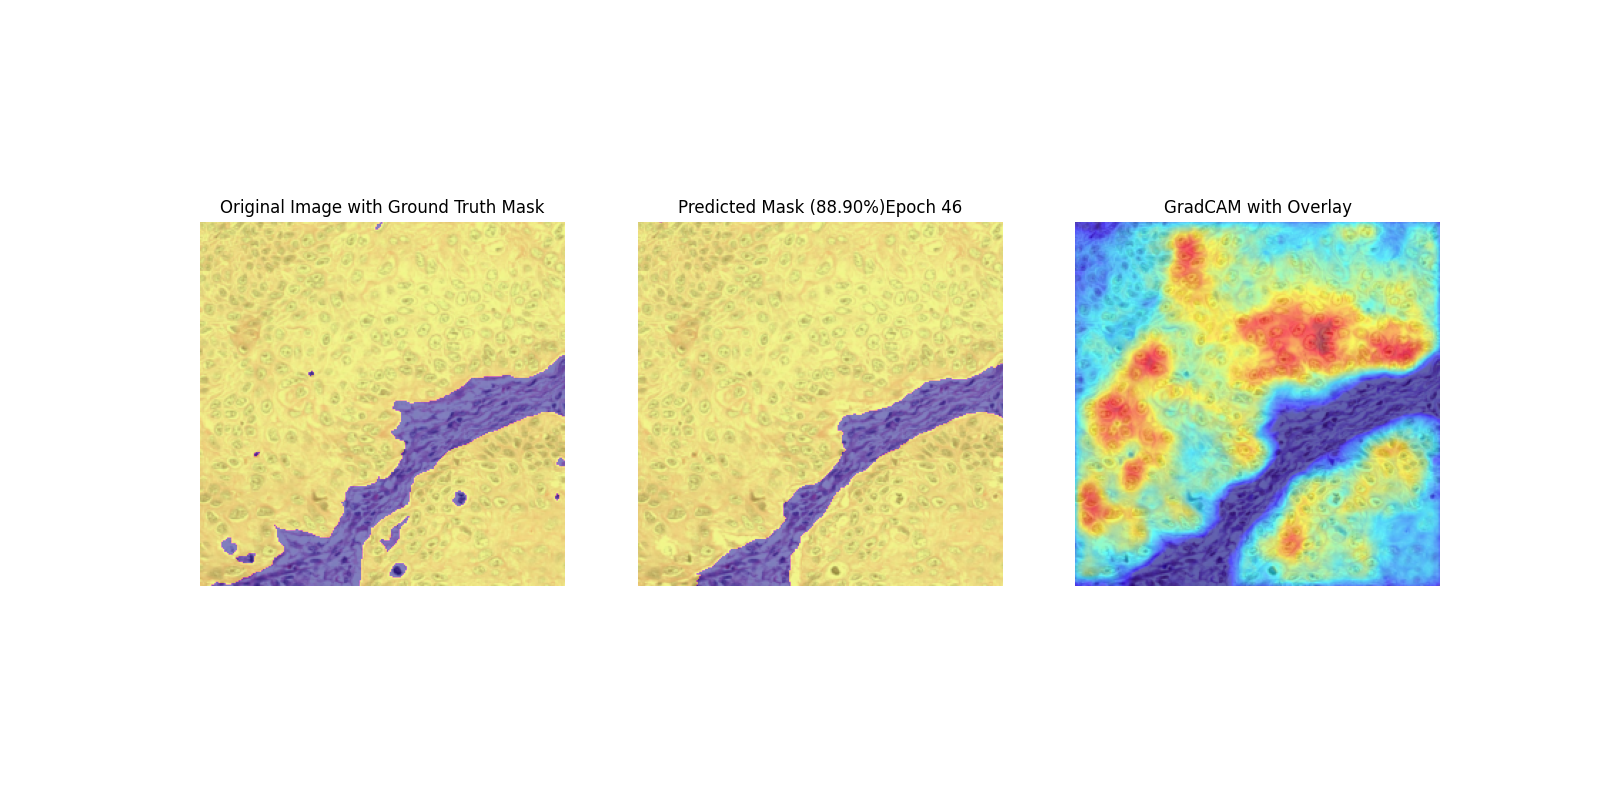 Original Image with Ground Truth Mask
Predicted Mask (88.90%)Epoch 46
GradCAM with Overlay